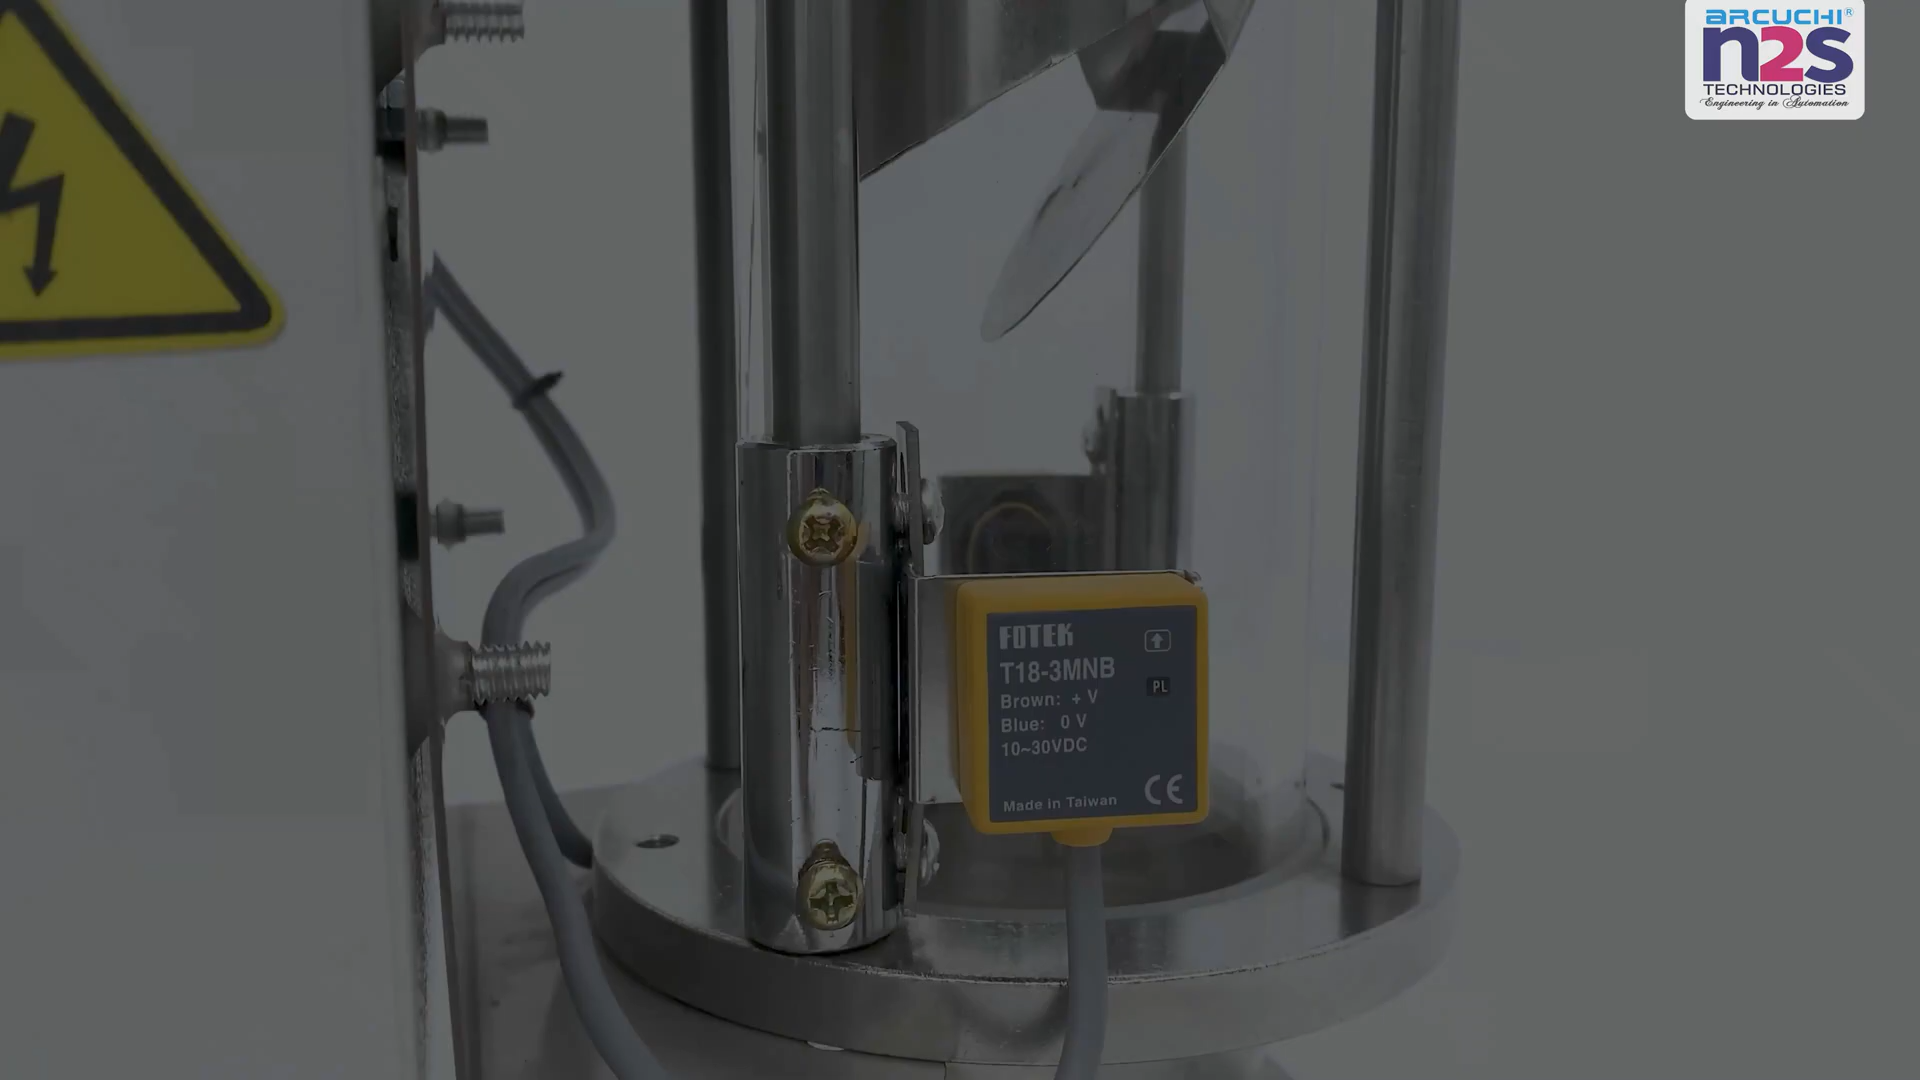 ARCUCHI®
n2s
TECHNOLOGIES
Engineering in Automation
FOTEK
T18-3MNB
PL
Brown: + V
Blue: 0 V
10~30VDC
Made in Taiwan
CE